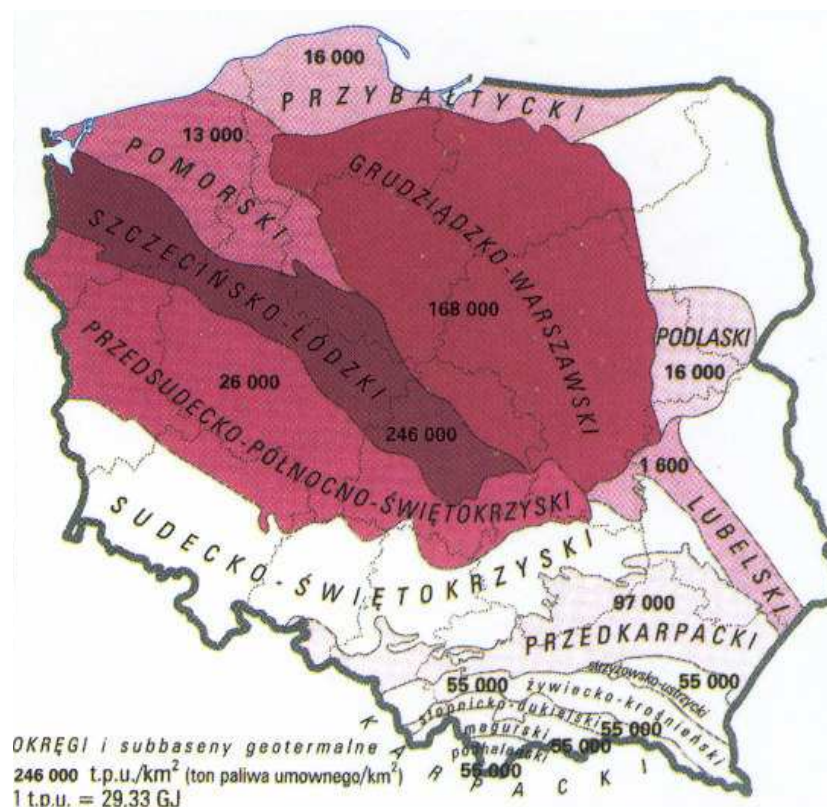 16 000
PRZYBAŁTYCKI
13 000
POMORSKI
GRUDZIĄDZKO-WARSZAWSKI
SZCZECIŃSKO-ŁÓDZKI
168 000
PODLASKI
16 000
PRZEDSUDECKO-PÓŁNOCNO-ŚWIĘTOKRZYSKI
26 000
246 000
1 600
LUBELSKI
SUDECKO-ŚWIĘTOKRZYSKI
97 000
PRZEDKARPACKI
strzyżowsko-ustrzycki
55 000
55 000
żywiecko-krośnieński
słopnicko-dukielski
55 000
magurski
55 000
podhalański
55 000
KARPACKI
OKRĘGI i subbaseny geotermalne
246 000 t.p.u./km² (ton paliwa umownego/km²)
1 t.p.u. = 29,33 GJ